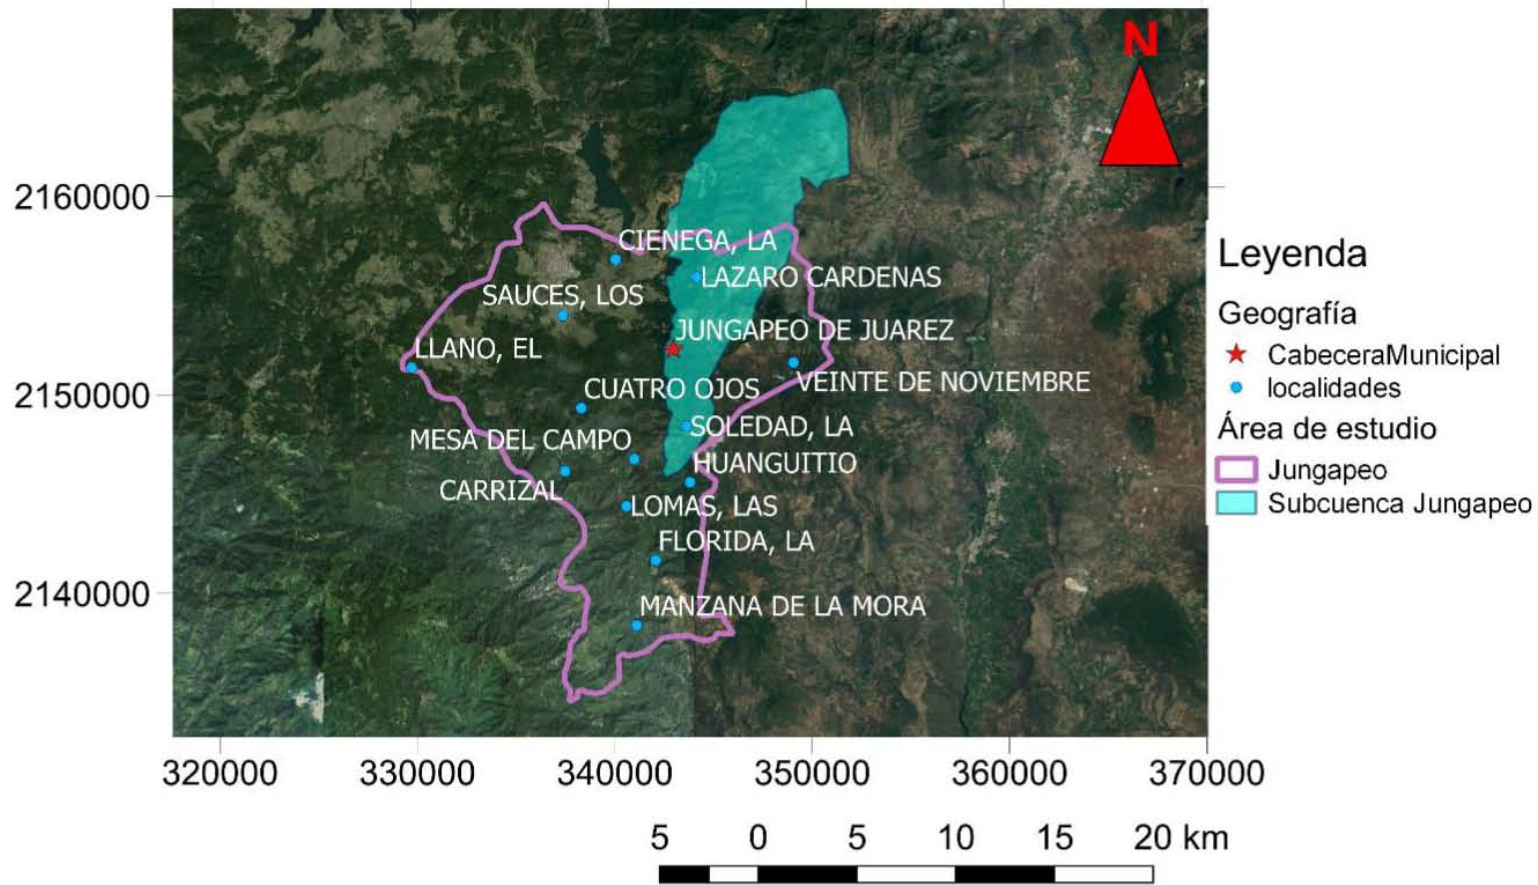 N
2160000
CIENEGA, LA
LAZARO CARDENAS
SAUCES, LOS
JUNGAPEO DE JUAREZ
LLANO, EL
2150000
CUATRO OJOS
VEINTE DE NOVIEMBRE
SOLEDAD, LA
MESA DEL CAMPO
HUANGUITIO
CARRIZAL
LOMAS, LAS
FLORIDA, LA
2140000
MANZANA DE LA MORA
320000 330000 340000 350000 360000 370000
5 0 5 10 15 20 km
Leyenda
Geografía
CabeceraMunicipal
localidades
Área de estudio
Jungapeo
Subcuenca Jungapeo